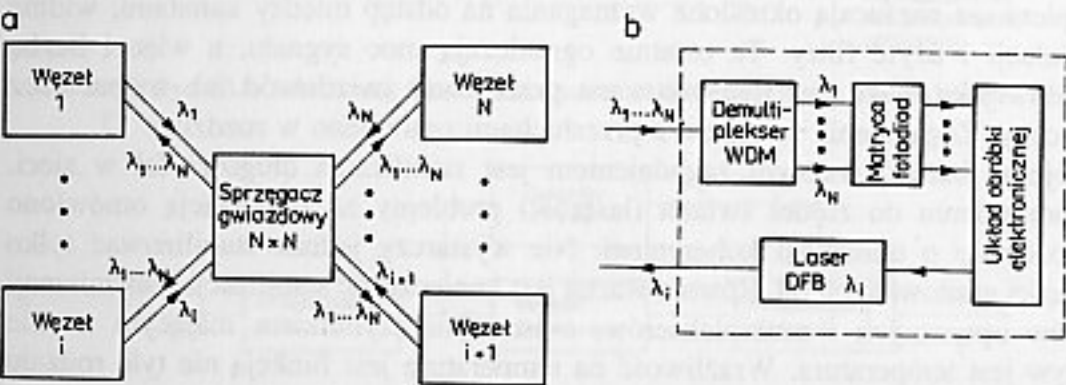 a
Węzeł
1
λ1
λ1...λN
Węzeł
N
λN
λ1...λN
Sprzęgacz
gwiazdowy
N×N
λ1...λN
λi
Węzeł
i
λi+1
λ1...λN
Węzeł
i+1
b
λ1...λN
Demulti-
plekser
WDM
λ1
λN
Matryca
fotodiod
Układ obróbki
elektronicznej
λi
Laser
DFB λi